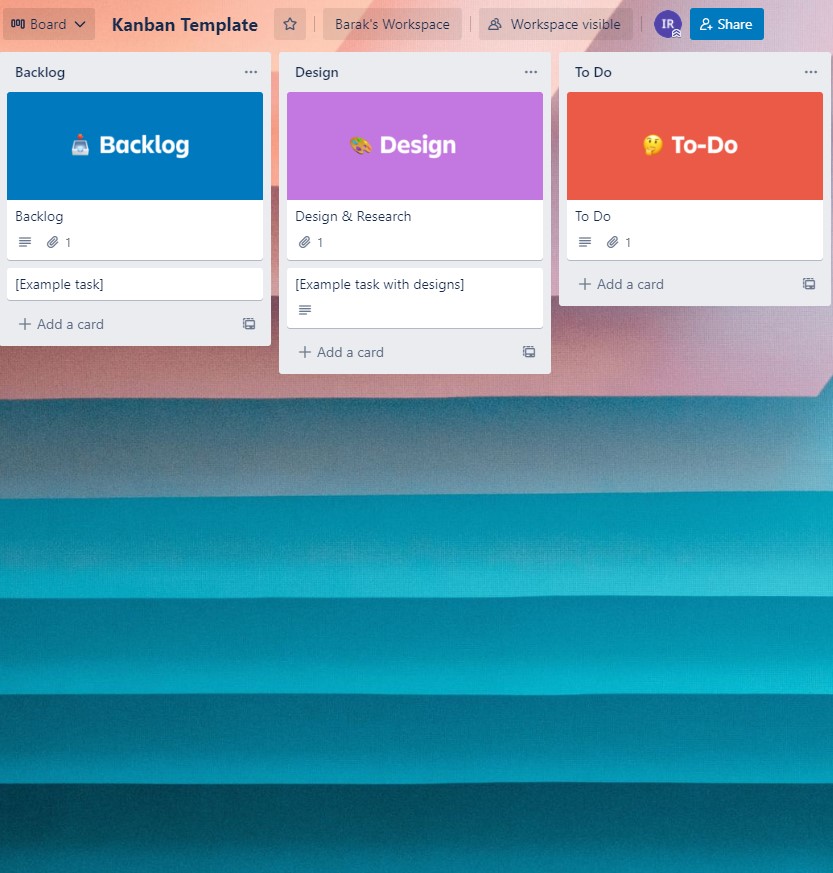 Board
Kanban Template
Barak's Workspace
Workspace visible
IR
Share
Backlog
Backlog
Backlog
1
[Example task]
Add a card
Design
Design
Design & Research
1
[Example task with designs]
Add a card
To Do
To-Do
To Do
1
Add a card